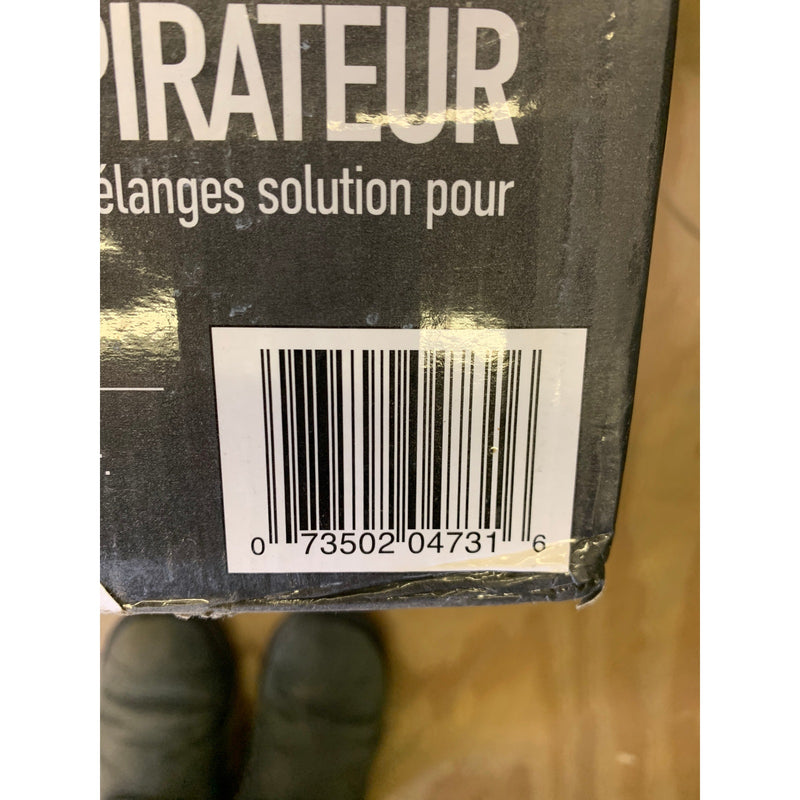 PIRATEUR
élanges solution pour
0 73502 04731 6